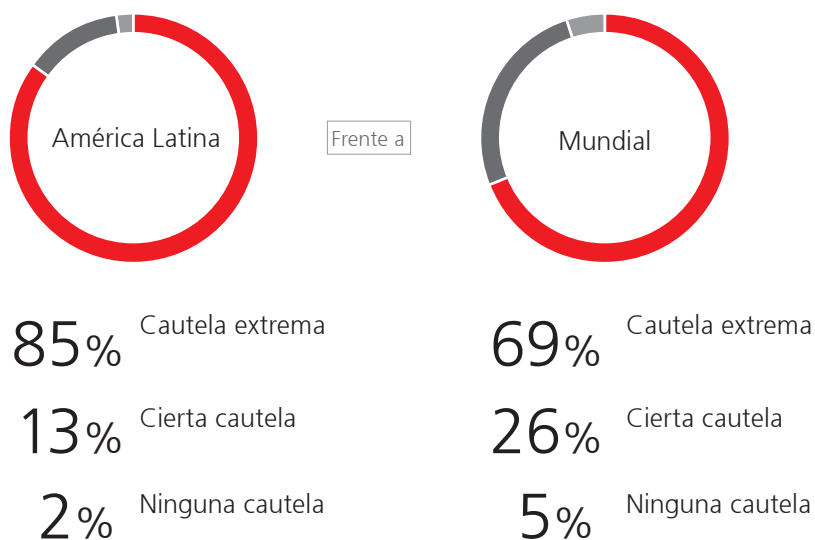 América Latina
Frente a
Mundial
85% Cautela extrema
13% Cierta cautela
2% Ninguna cautela
69% Cautela extrema
26% Cierta cautela
5% Ninguna cautela